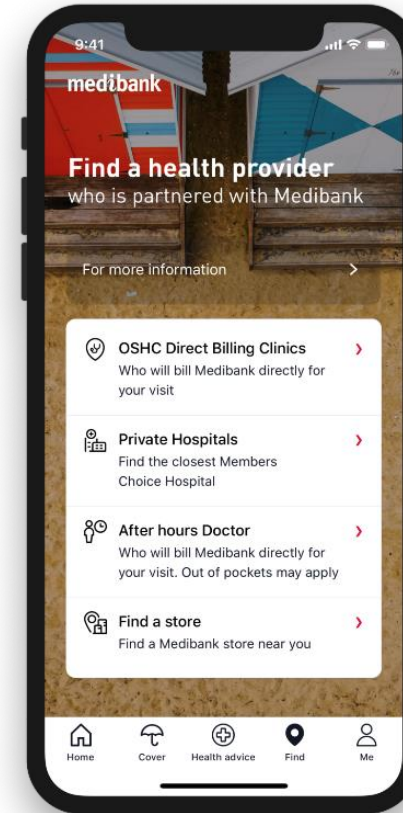 9:41
medibank
Find a health provider
who is partnered with Medibank
For more information
OSHC Direct Billing Clinics
Who will bill Medibank directly for
your visit
Private Hospitals
Find the closest Members
Choice Hospital
After hours Doctor
Who will bill Medibank directly for
your visit. Out of pockets may apply
Find a store
Find a Medibank store near you
Home
Cover
Health advice
Find
Me